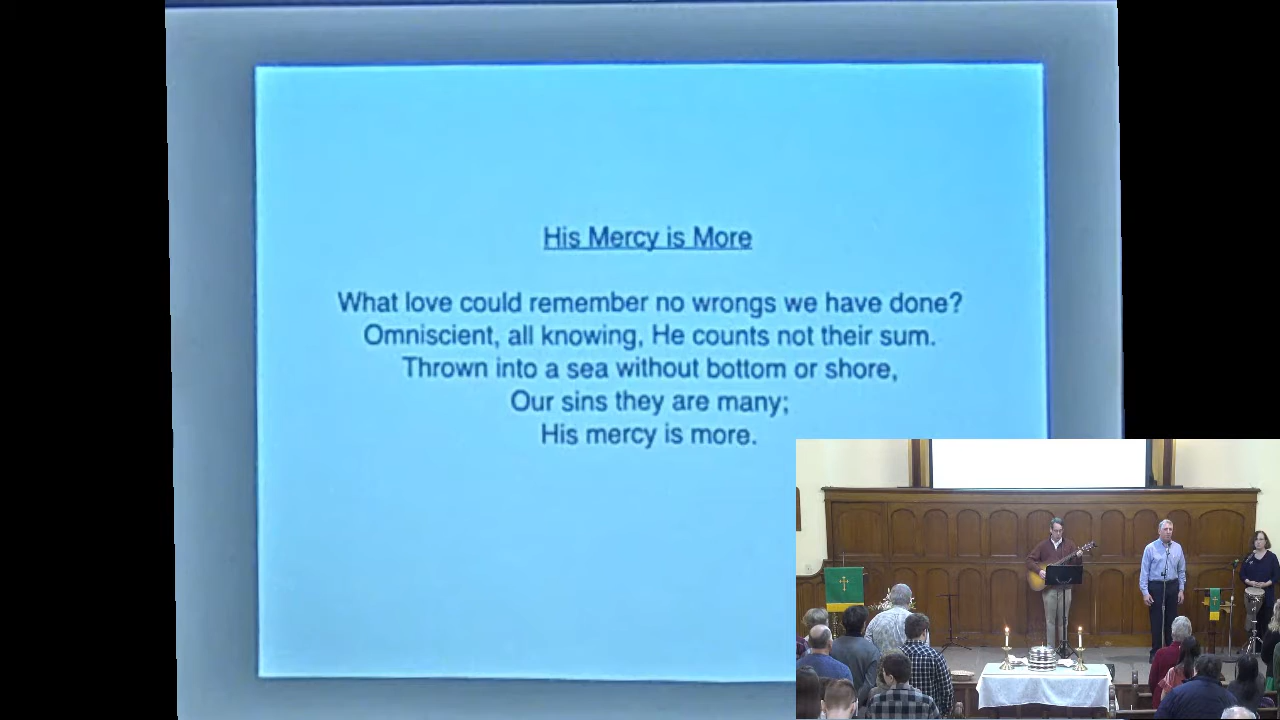 His Mercy is More
What love could remember no wrongs we have done?
Omniscient, all knowing, He counts not their sum.
Thrown into a sea without bottom or shore,
Our sins they are many;
His mercy is more.